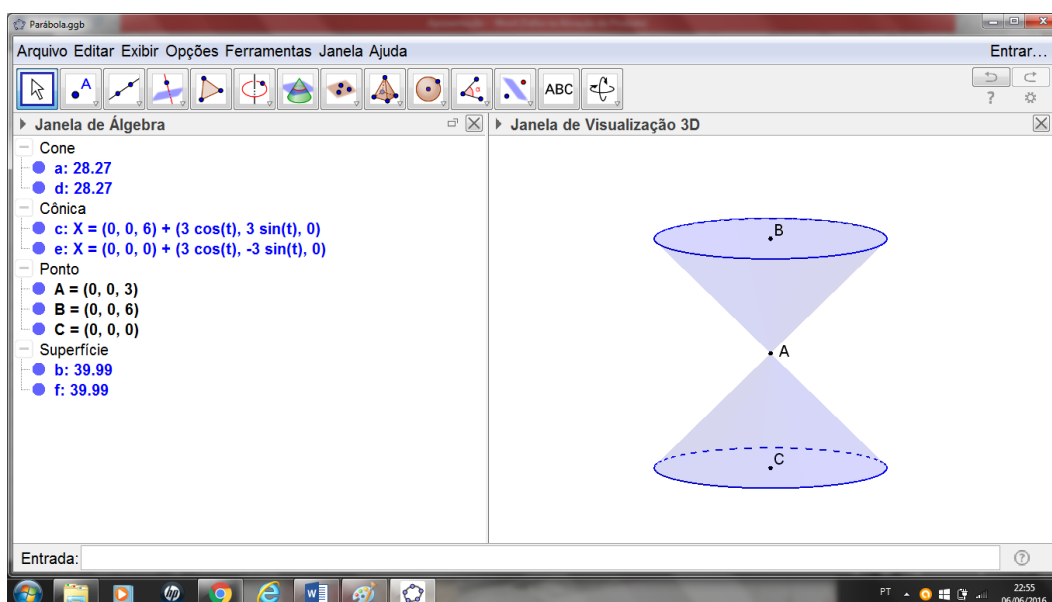 Parábola.ggb
Arquivo Editar Exibir Opções Ferramentas Janela Ajuda
Entrar...
A
ABC
?
Janela de Álgebra
Janela de Visualização 3D
Cone
a: 28.27
d: 28.27
Cônica
c: X = (0, 0, 6) + (3 cos(t), 3 sin(t), 0)
e: X = (0, 0, 0) + (3 cos(t), -3 sin(t), 0)
Ponto
A = (0, 0, 3)
B = (0, 0, 6)
C = (0, 0, 0)
Superfície
b: 39.99
f: 39.99
B
A
C
Entrada:
?
hp
W
PT
22:55
06/06/2016